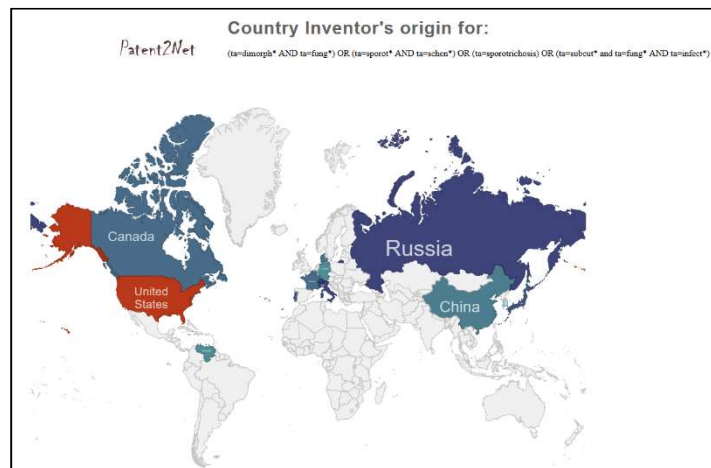 Country Inventor's origin for:
Patent2Net
(ta=dimorph* AND ta=fung*) OR (ta=sporot* AND ta=schen*) OR (ta=sporotrichosis) OR (ta=subcut* and ta=fung* AND ta=infect*)
Canada
Russia
United
States
China